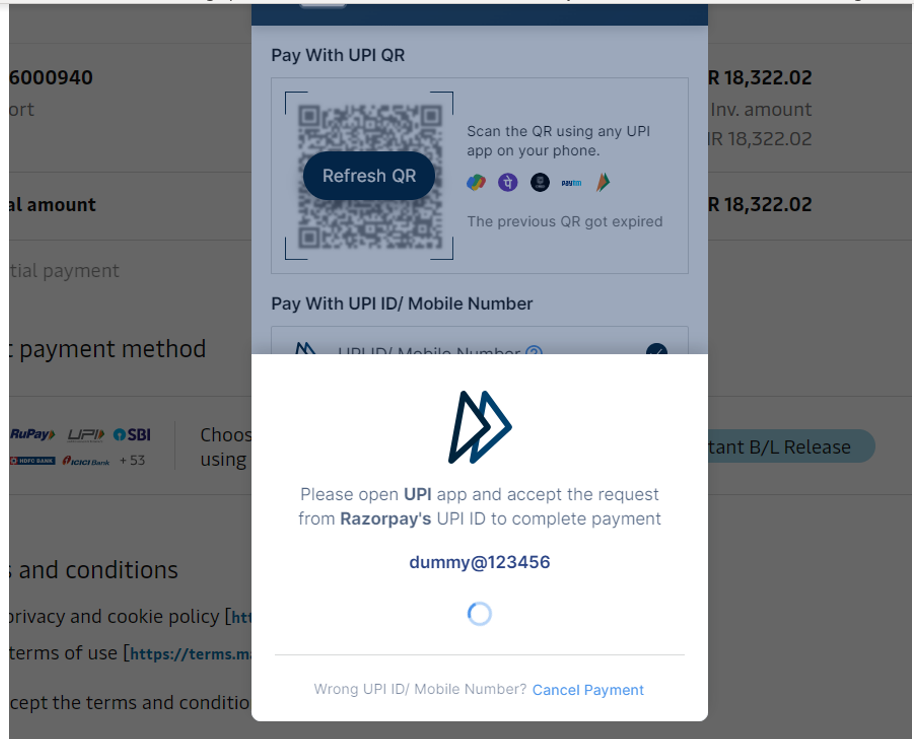 6000940
ort
al amount
tial payment
payment method
RuPay
UPI
SBI
HDFC BANK
ICICI Bank
+ 53
Choos
using
s and conditions
privacy and cookie policy [htt
terms of use [https://terms.ma
cept the terms and conditio
Pay With UPI QR
Refresh QR
Scan the QR using any UPI
app on your phone.
paytm
The previous QR got expired
Pay With UPI ID/ Mobile Number
UPI ID/ Mobile Number
Please open UPI app and accept the request
from Razorpay's UPI ID to complete payment
dummy@123456
Wrong UPI ID/ Mobile Number? Cancel Payment
R 18,322.02
Inv. amount
NR 18,322.02
R 18,322.02
tant B/L Release